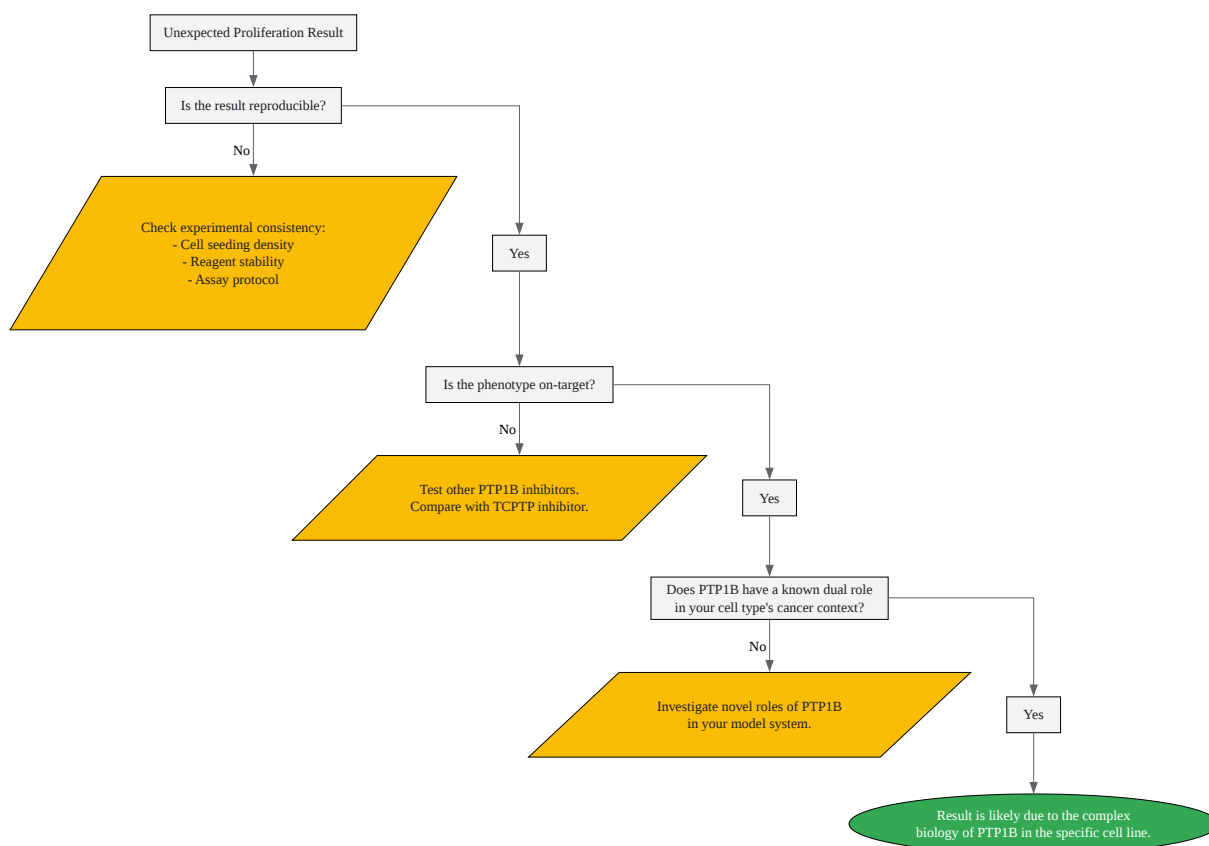 Unexpected Proliferation Result
Is the result reproducible?
No
Check experimental consistency:
- Cell seeding density
- Reagent stability
- Assay protocol
Yes
Is the phenotype on-target?
No
Test other PTP1B inhibitors.
Compare with TCPTP inhibitor.
Yes
Does PTP1B have a known dual role
in your cell type's cancer context?
No
Investigate novel roles of PTP1B
in your model system.
Yes
Result is likely due to the complex
biology of PTP1B in the specific cell line.